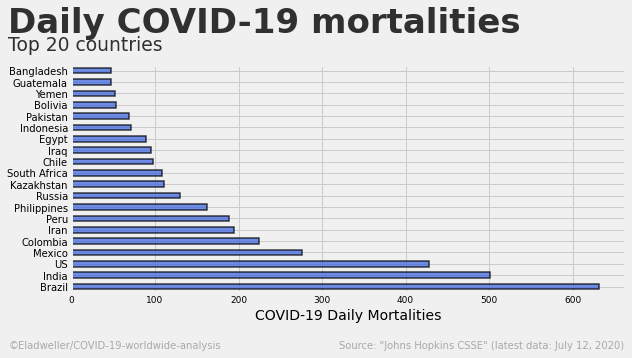 Daily COVID-19 mortalities
Top 20 countries
Bangladesh
Guatemala
Yemen
Bolivia
Pakistan
Indonesia
Egypt
Iraq
Chile
South Africa
Kazakhstan
Russia
Philippines
Peru
Iran
Colombia
Mexico
US
India
Brazil
0 100 200 300 400 500 600
COVID-19 Daily Mortalities
©Eladweller/COVID-19-worldwide-analysis Source: "Johns Hopkins CSSE" (latest data: July 12, 2020)